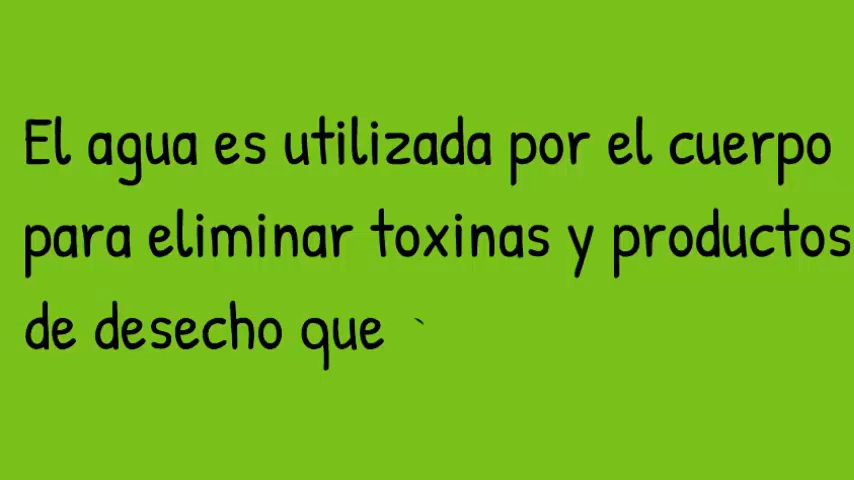 El agua es utilizada por el cuerpo
para eliminar toxinas y productos
de desecho que